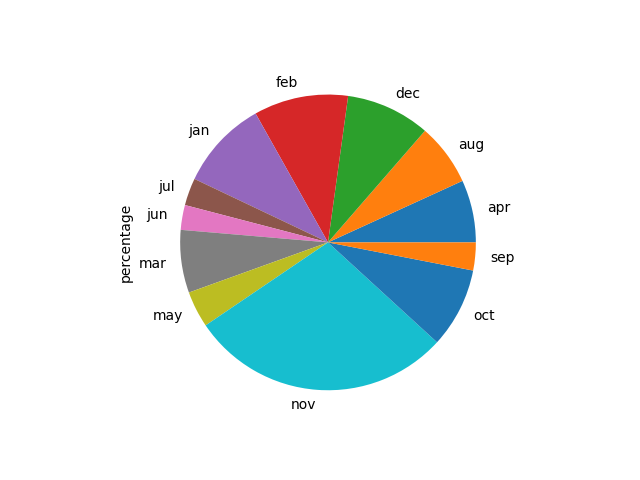 feb
dec
jan
aug
jul
apr
jun
percentage
sep
mar
may
oct
nov